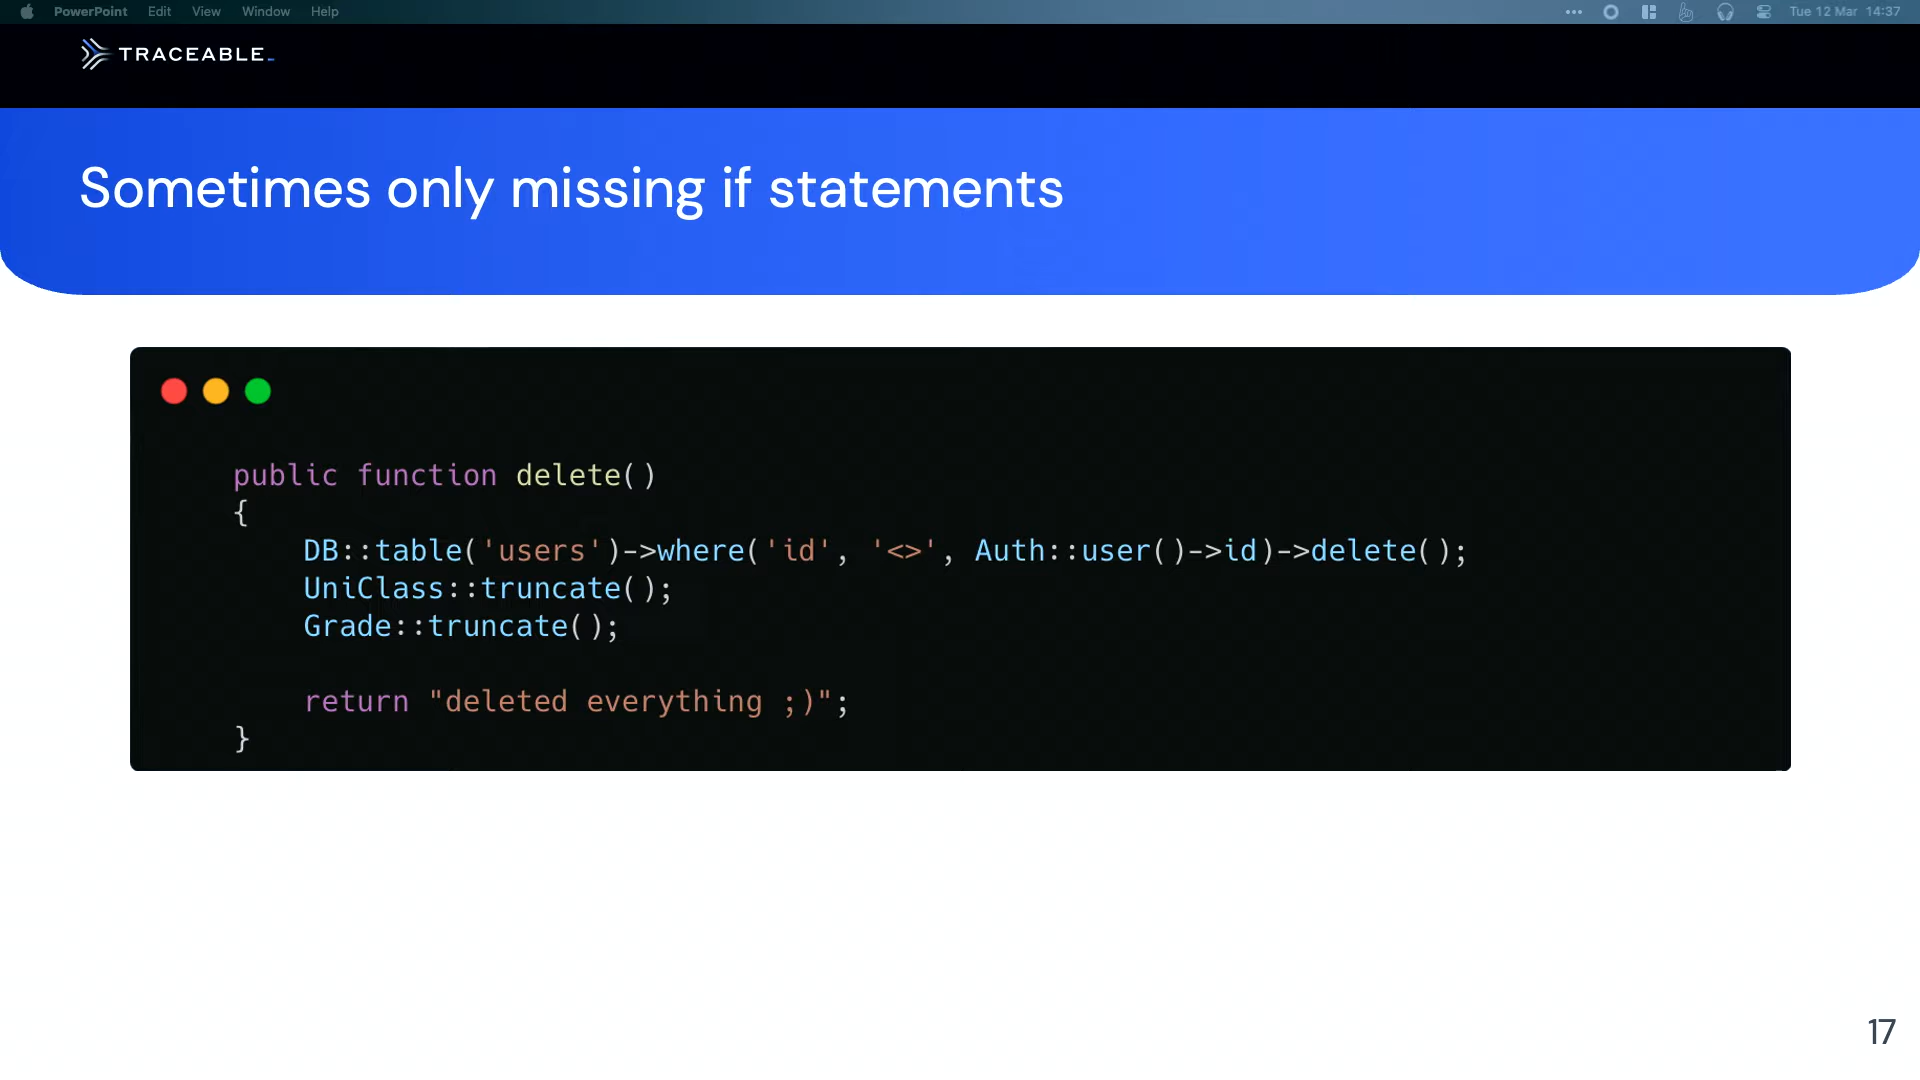 PowerPoint Edit View Window Help Tue 12 Mar 14:37
TRACEABLE
Sometimes only missing if statements
public function delete()
{
DB::table('users')->where('id', '<>', Auth::user()->id)->delete();
UniClass::truncate();
Grade::truncate();
return "deleted everything ;)";
}
17